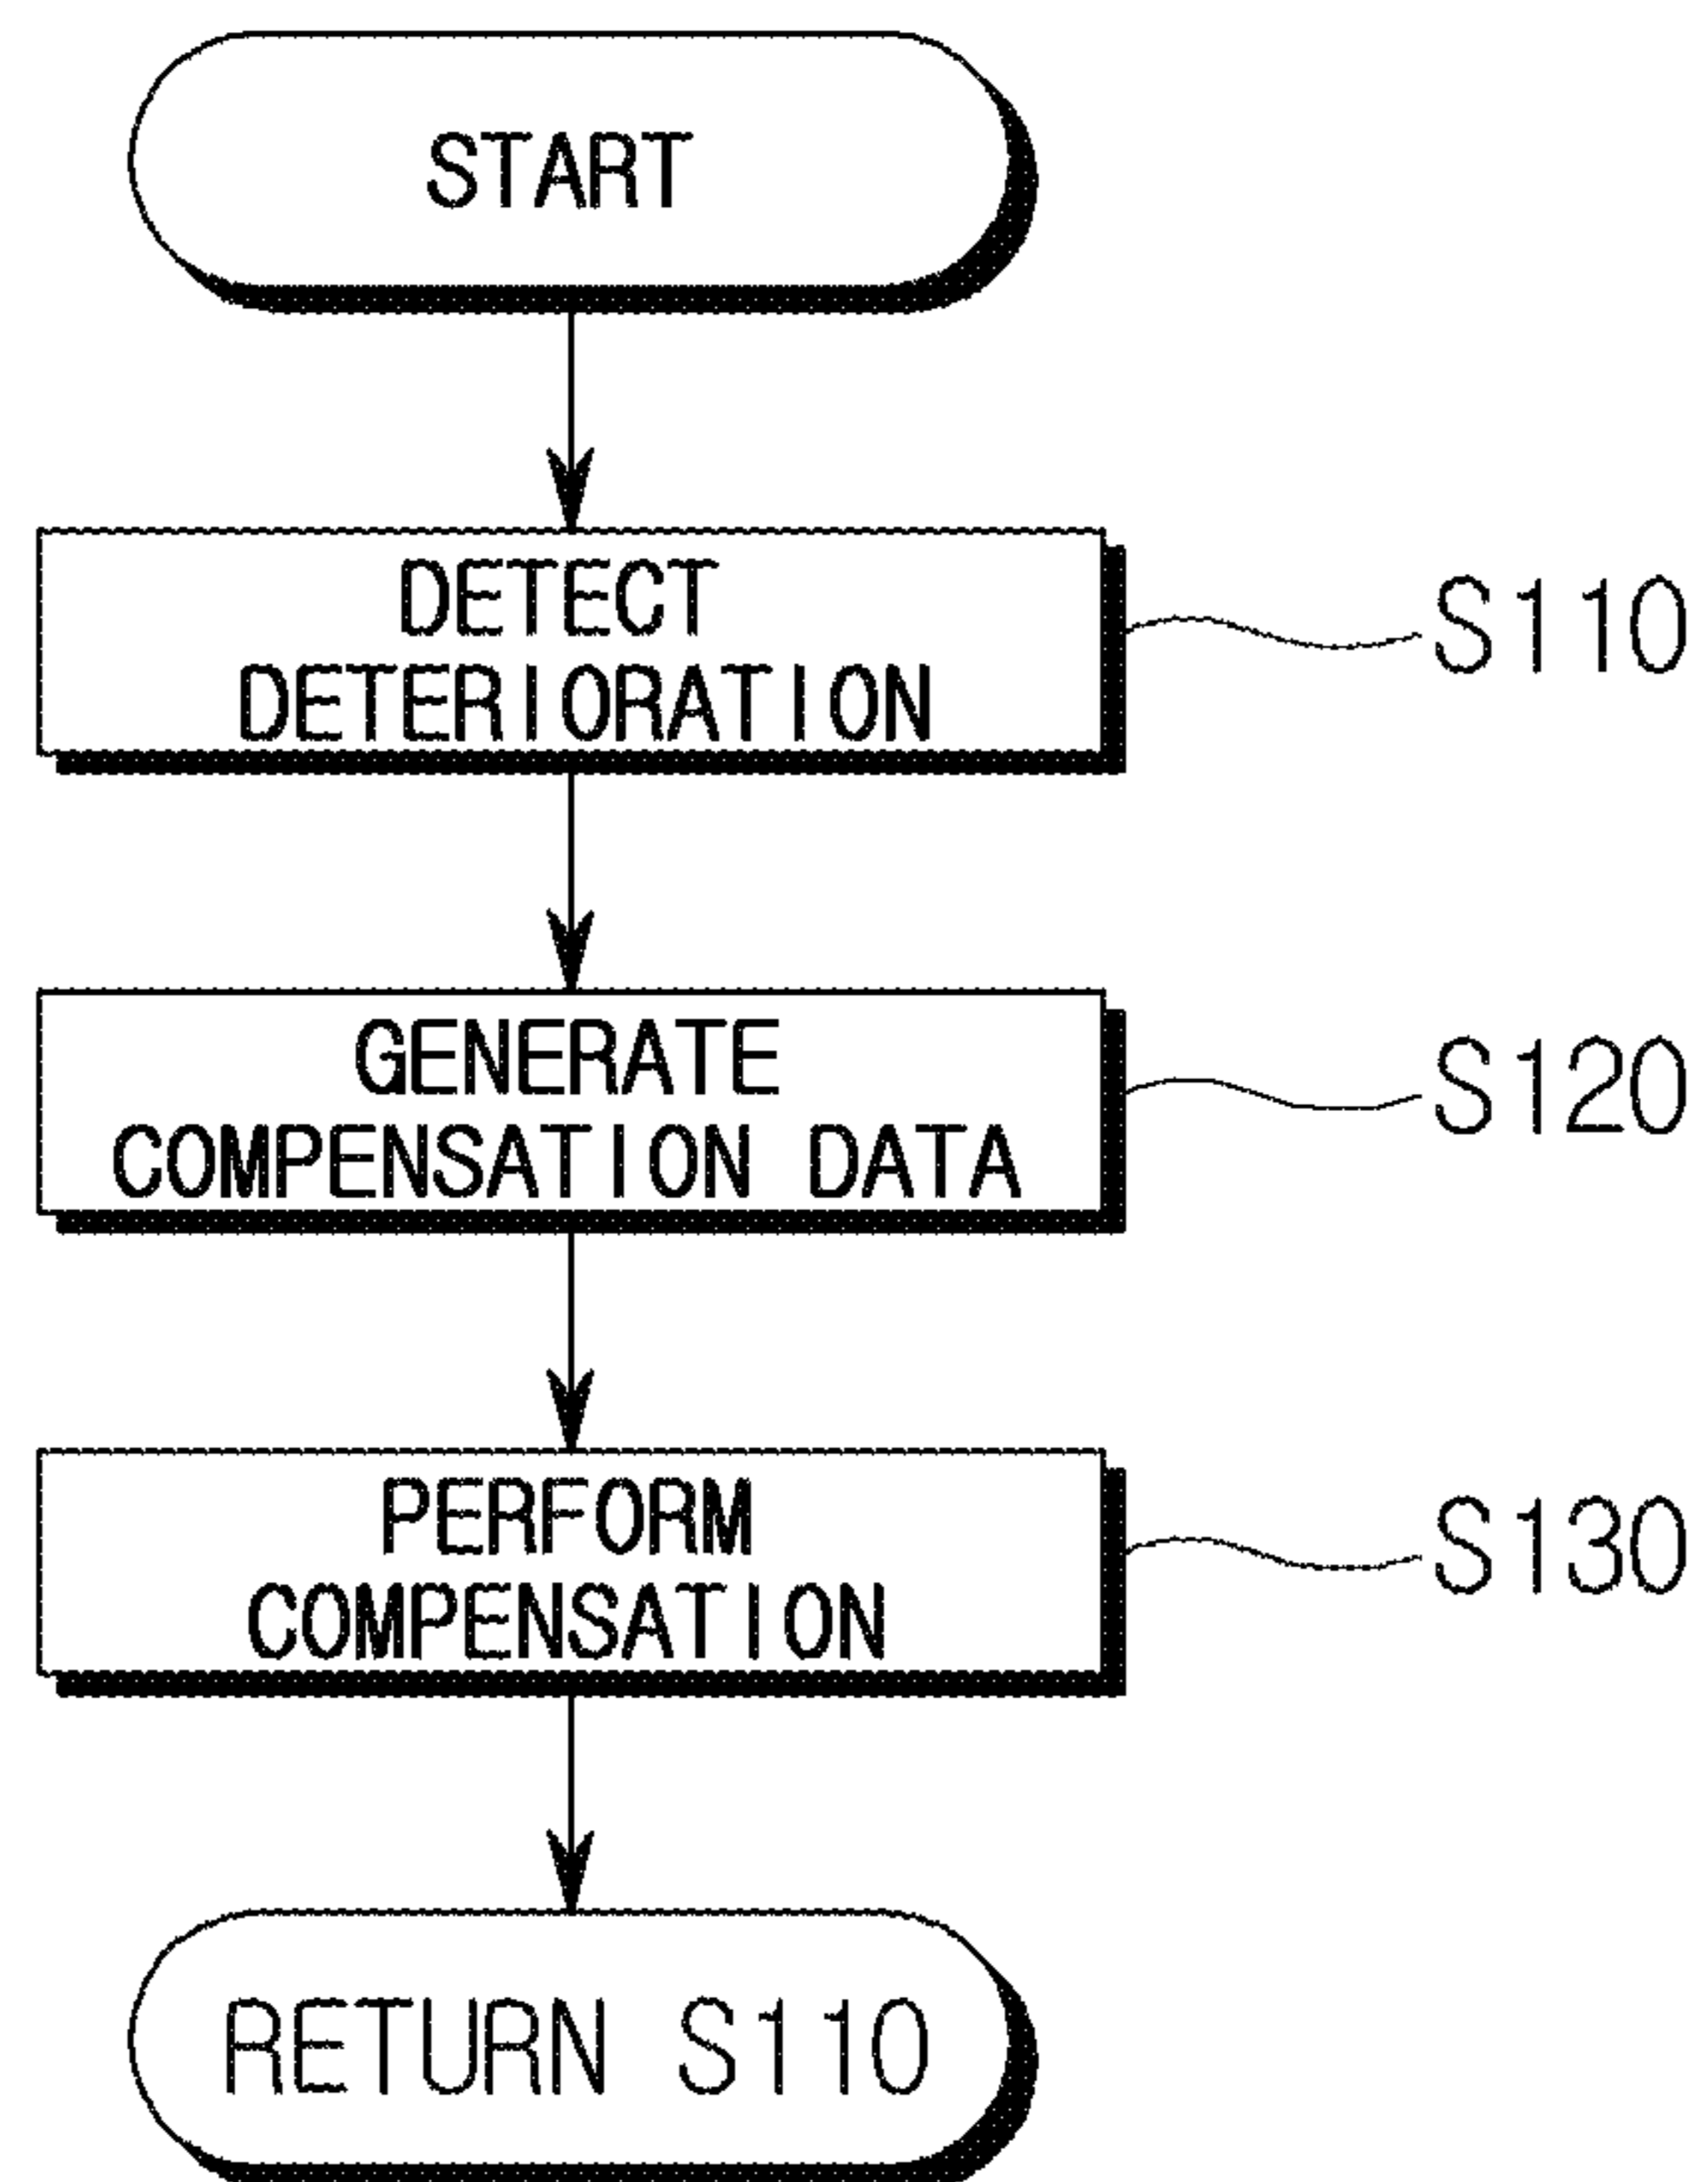 START
DETECT
DETERIORATION
S110
GENERATE
COMPENSATION DATA
S120
PERFORM
COMPENSATION
S130
RETURN S110